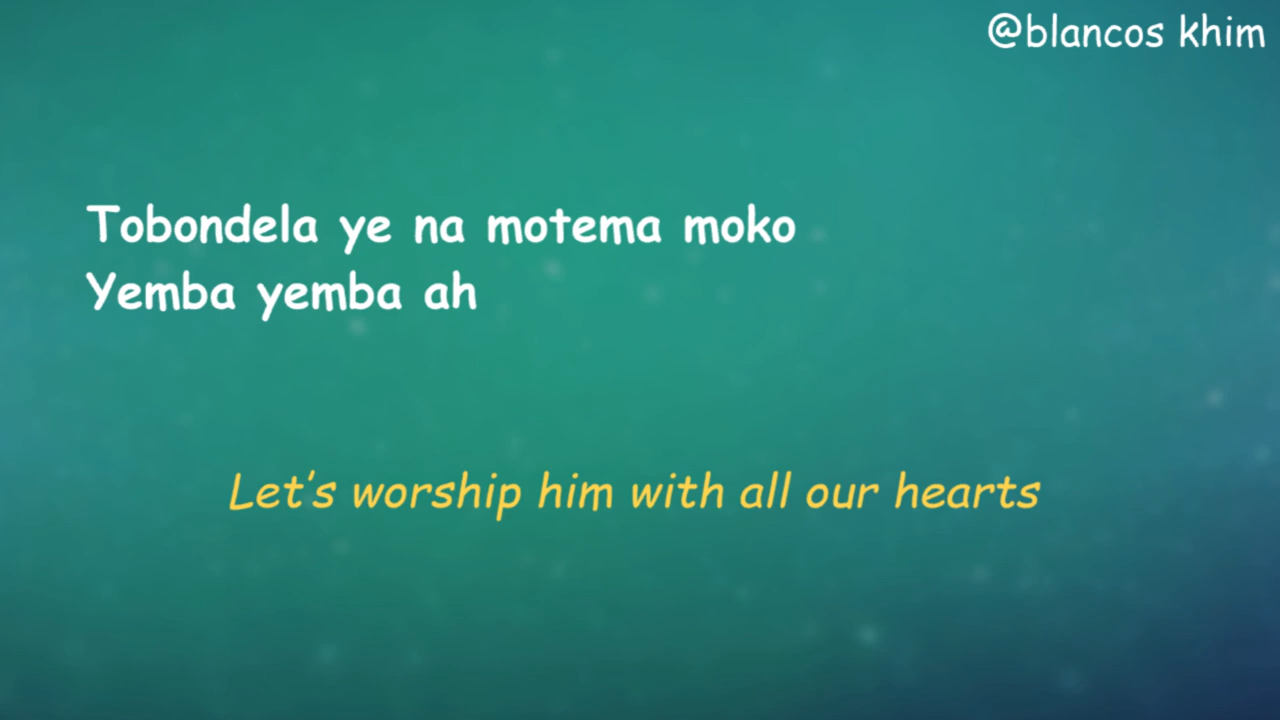 @blancos khim
Tobondela ye na motema moko
Yemba yemba ah
Let's worship him with all our hearts